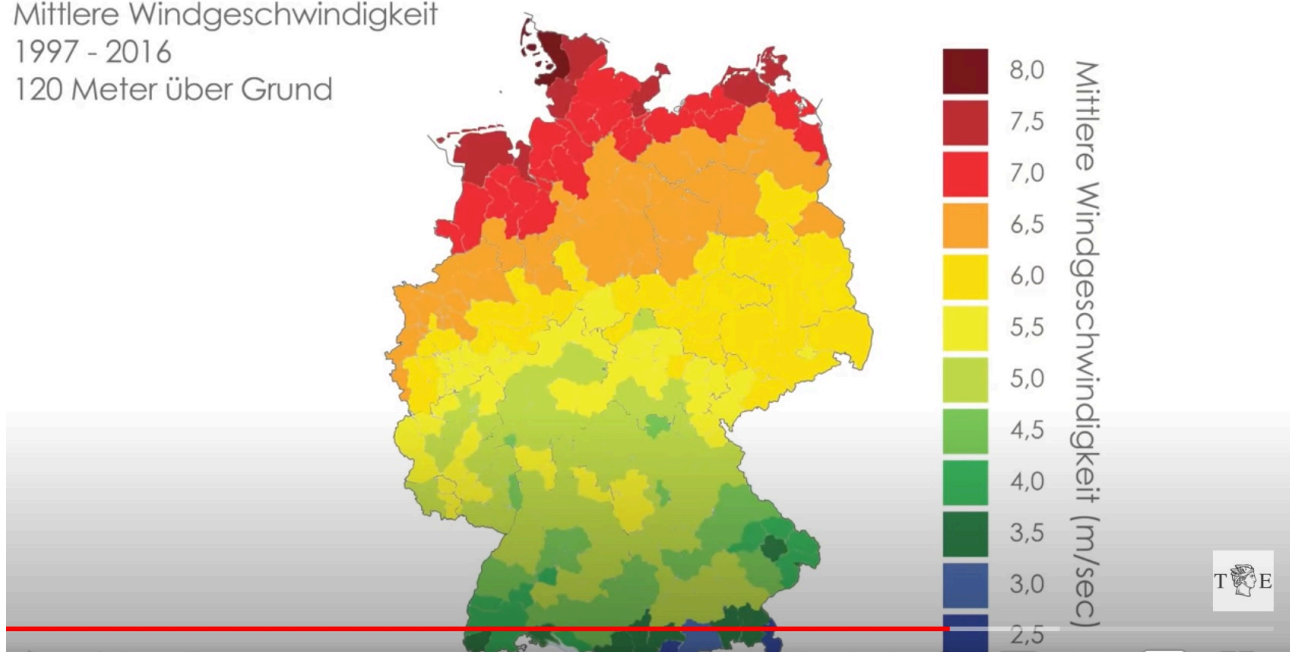 Mittlere Windgeschwindigkeit
1997 - 2016
120 Meter über Grund
8,0
7,5
7,0
6,5
6,0
5,5
5,0
4,5
4,0
3,5
3,0
2,5
Mittlere Windgeschwindigkeit (m/sec)
T E